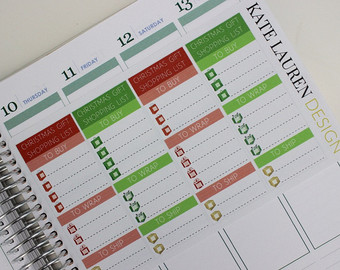 10 THURSDAY
11 FRIDAY
12 SATURDAY
13
CHRISTMAS GIFT
SHOPPING LIST
TO BUY
TO WRAP
TO SHIP
CHRISTMAS GIFT
SHOPPING LIST
TO BUY
TO WRAP
TO SHIP
CHRISTMAS GIFT
SHOPPING LIST
TO BUY
TO WRAP
TO SHIP
CHRISTMAS GIFT
SHOPPING LIST
TO BUY
TO WRAP
TO SHIP
KATE LAUREN
DESIGN